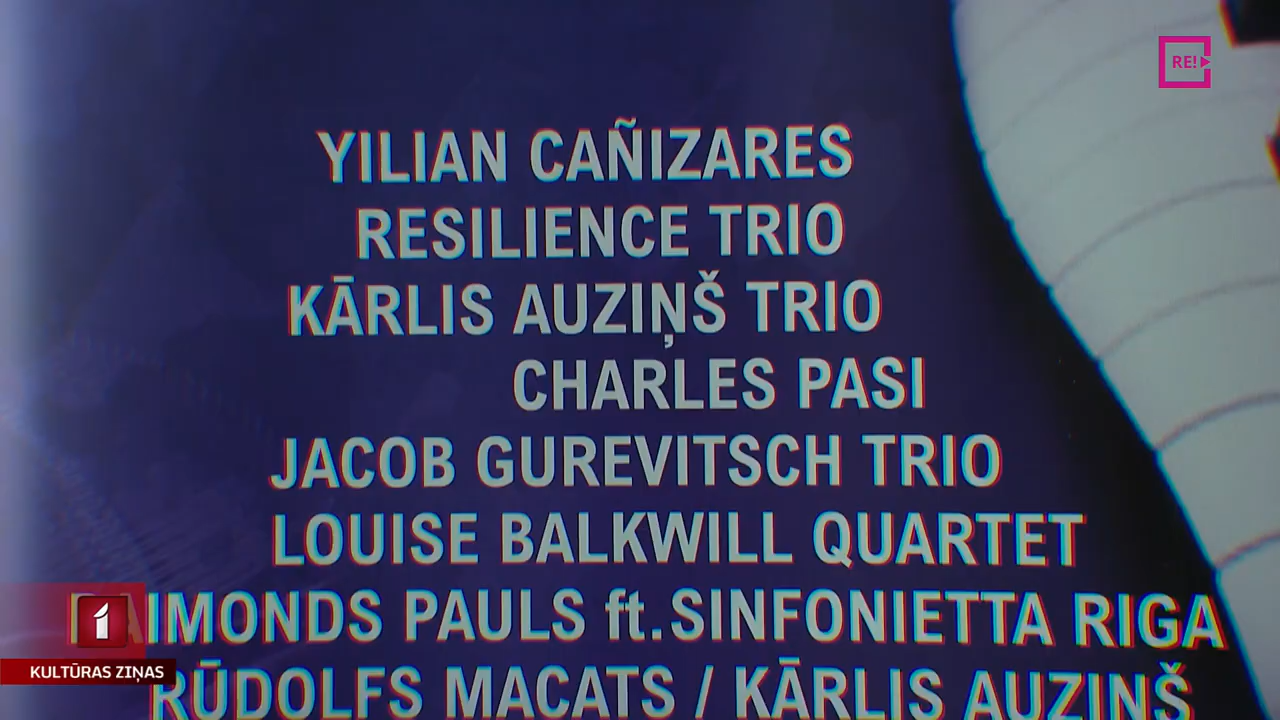 RE!
YILIAN CAÑIZARES
RESILIENCE TRIO
KĀRLIS AUZIŅŠ TRIO
CHARLES PASI
JACOB GUREVITSCH TRIO
LOUISE BALKWILL QUARTET
RAIMONDS PAULS ft. SINFONIETTA RIGA
1
KULTŪRAS ZIŅAS
RŪDOLFS MACATS / KĀRLIS AUZIŅŠ